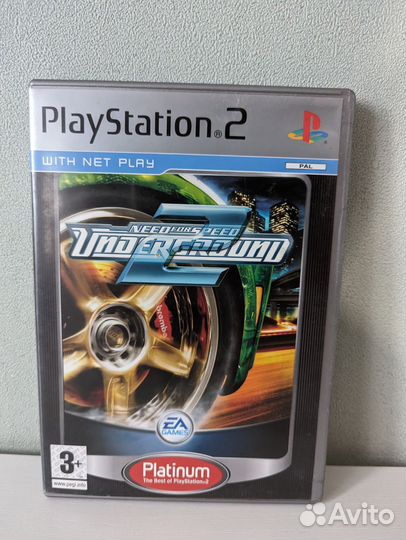 PlayStation®2
WITH NET PLAY
PAL
NEED FOR SPEED
UNDERGROUND
2
brembo
EA
GAMES
3+
www.pegi.info
Platinum
The Best of PlayStation®2
Avito